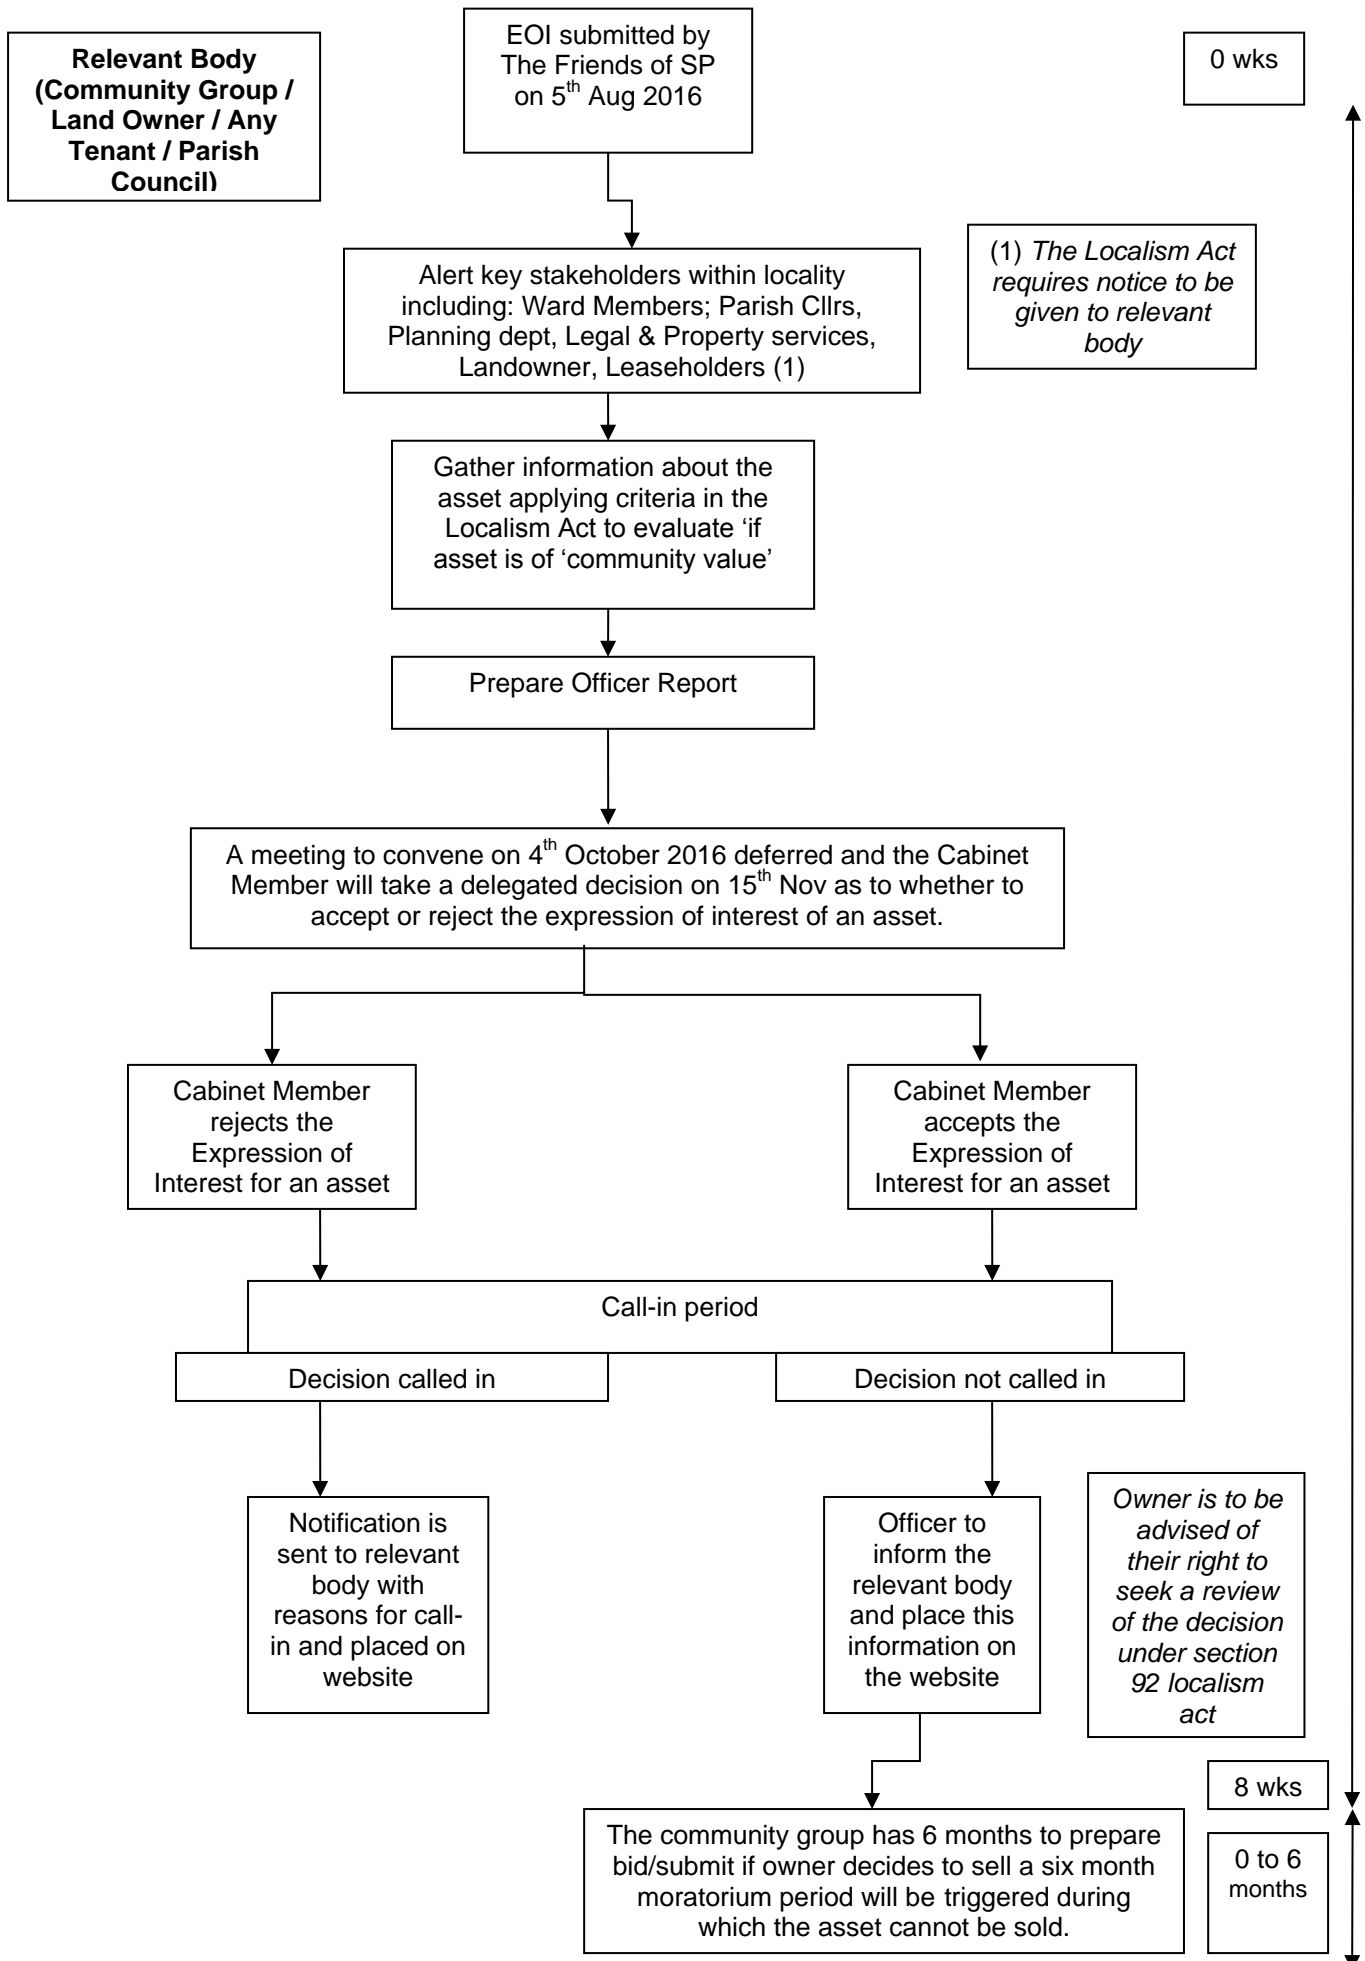 Relevant Body
(Community Group /
Land Owner / Any
Tenant / Parish
Council)
EOI submitted by
The Friends of SP
on 5th Aug 2016
0 wks
(1) The Localism Act
requires notice to be
given to relevant
body
Alert key stakeholders within locality
including: Ward Members; Parish Cllrs,
Planning dept, Legal & Property services,
Landowner, Leaseholders (1)
Gather information about the
asset applying criteria in the
Localism Act to evaluate ‘if
asset is of ‘community value’
Prepare Officer Report
A meeting to convene on 4th October 2016 deferred and the Cabinet
Member will take a delegated decision on 15th Nov as to whether to
accept or reject the expression of interest of an asset.
Cabinet Member
rejects the
Expression of
Interest for an asset
Cabinet Member
accepts the
Expression of
Interest for an asset
Call-in period
Decision called in
Decision not called in
Notification is
sent to relevant
body with
reasons for call-
in and placed on
website
Officer to
inform the
relevant body
and place this
information on
the website
Owner is to be
advised of
their right to
seek a review
of the decision
under section
92 localism
act
8 wks
The community group has 6 months to prepare
bid/submit if owner decides to sell a six month
moratorium period will be triggered during
which the asset cannot be sold.
0 to 6
months